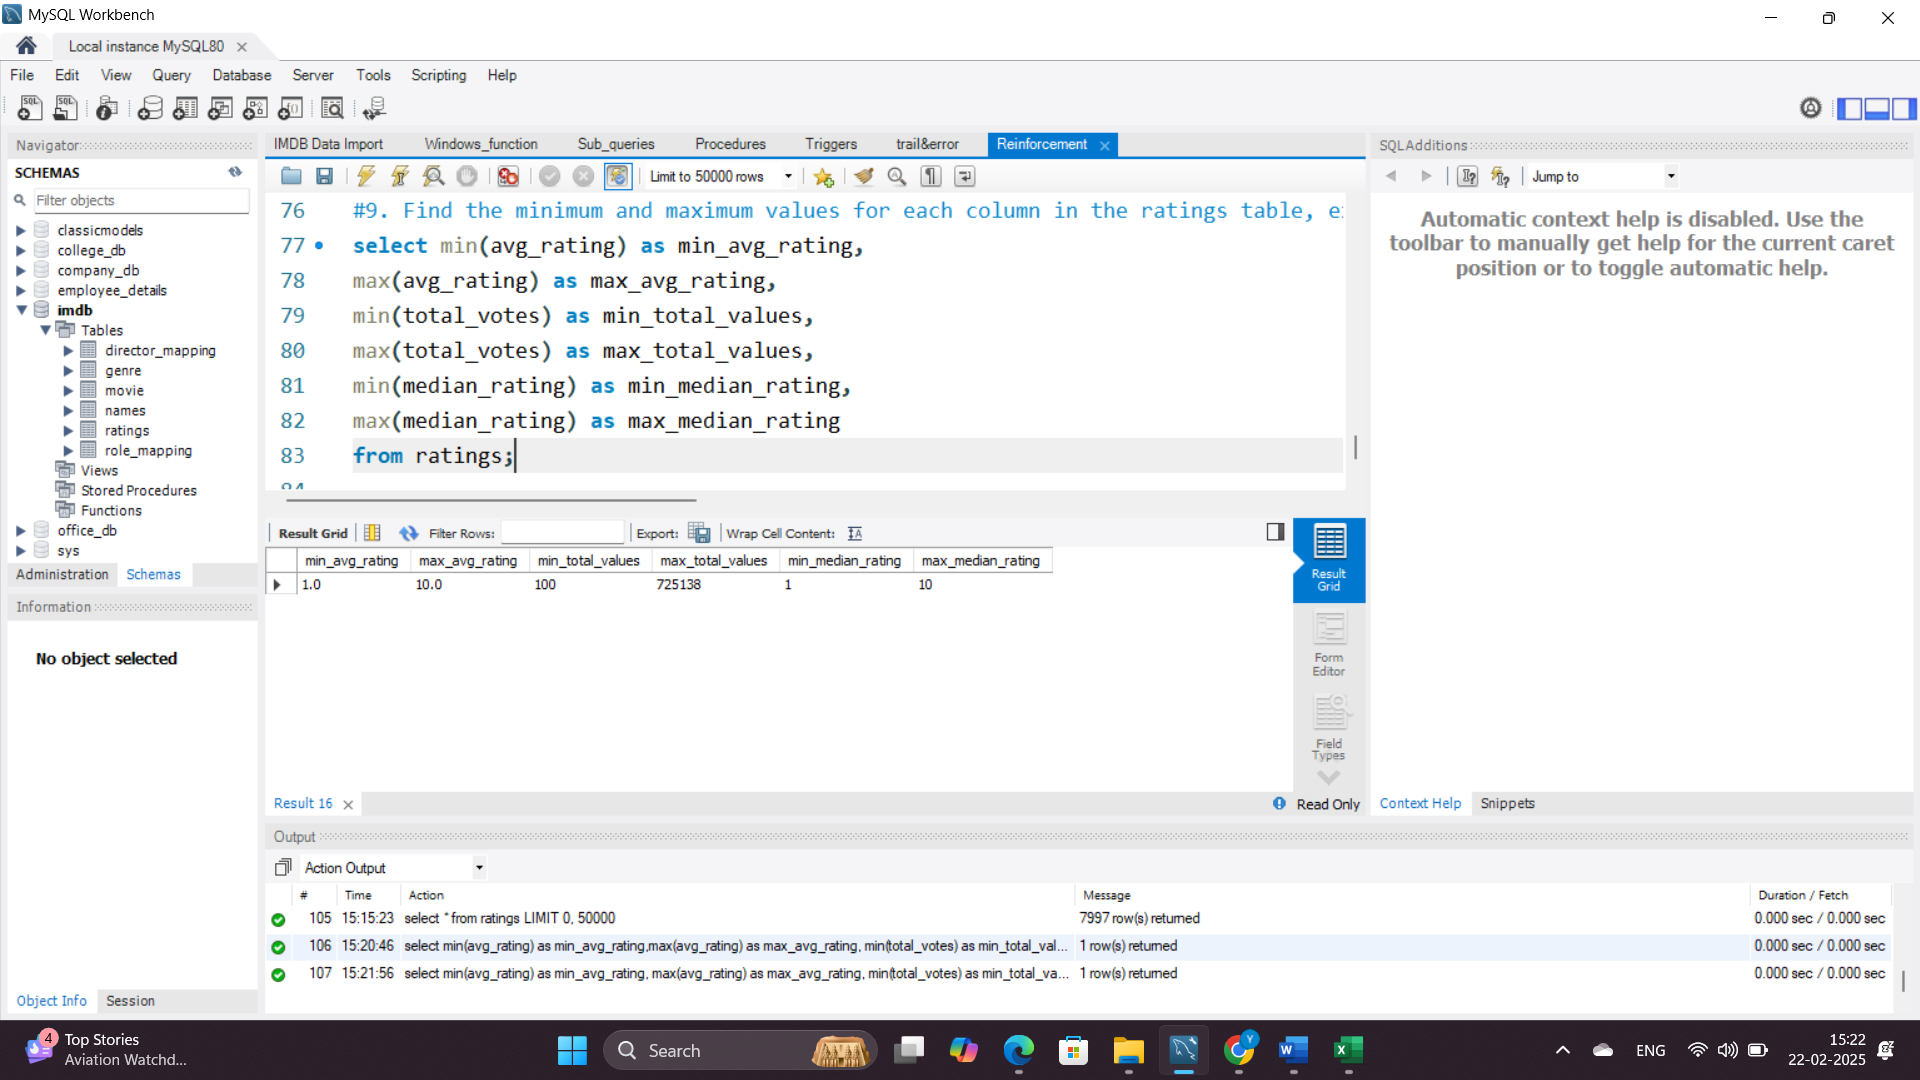 MySQL Workbench
Local instance MySQL80
File Edit View Query Database Server Tools Scripting Help
Navigator
SCHEMAS
Filter objects
classicmodels
college_db
company_db
employee_details
imdb
Tables
director_mapping
genre
movie
names
ratings
role_mapping
Views
Stored Procedures
Functions
office_db
sys
Administration Schemas
Information
No object selected
Object Info Session
IMDB Data Import Windows_function Sub_queries Procedures Triggers trail&error Reinforcement
Limit to 50000 rows
76 #9. Find the minimum and maximum values for each column in the ratings table,
77 select min(avg_rating) as min_avg_rating,
78 max(avg_rating) as max_avg_rating,
79 min(total_votes) as min_total_values,
80 max(total_votes) as max_total_values,
81 min(median_rating) as min_median_rating,
82 max(median_rating) as max_median_rating
83 from ratings;
84
Result Grid Filter Rows: Export: Wrap Cell Content:
min_avg_rating max_avg_rating min_total_values max_total_values min_median_rating max_median_rating
1.0 10.0 100 725138 1 10
Result Grid
Form Editor
Field Types
Result 16
Read Only
SQLAdditions
Jump to
Automatic context help is disabled. Use the
toolbar to manually get help for the current caret
position or to toggle automatic help.
Context Help Snippets
Output
Action Output
# Time Action Message Duration / Fetch
105 15:15:23 select * from ratings LIMIT 0, 50000 7997 row(s) returned 0.000 sec / 0.000 sec
106 15:20:46 select min(avg_rating) as min_avg_rating,max(avg_rating) as max_avg_rating, min(total_votes) as min_total_val... 1 row(s) returned 0.000 sec / 0.000 sec
107 15:21:56 select min(avg_rating) as min_avg_rating, max(avg_rating) as max_avg_rating, min(total_votes) as min_total_va... 1 row(s) returned 0.000 sec / 0.000 sec
4
Top Stories
Aviation Watchd...
Search
ENG
15:22
22-02-2025